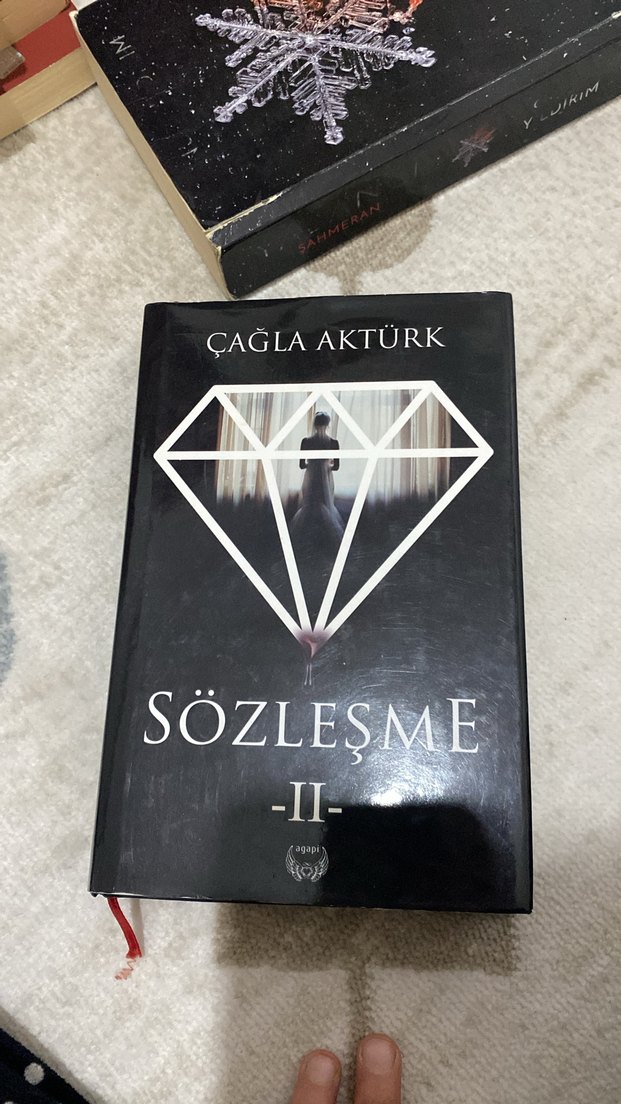 ŞAHMERAN
ÇAĞLA AKTÜRK
SÖZLEŞME
-II-
agapi